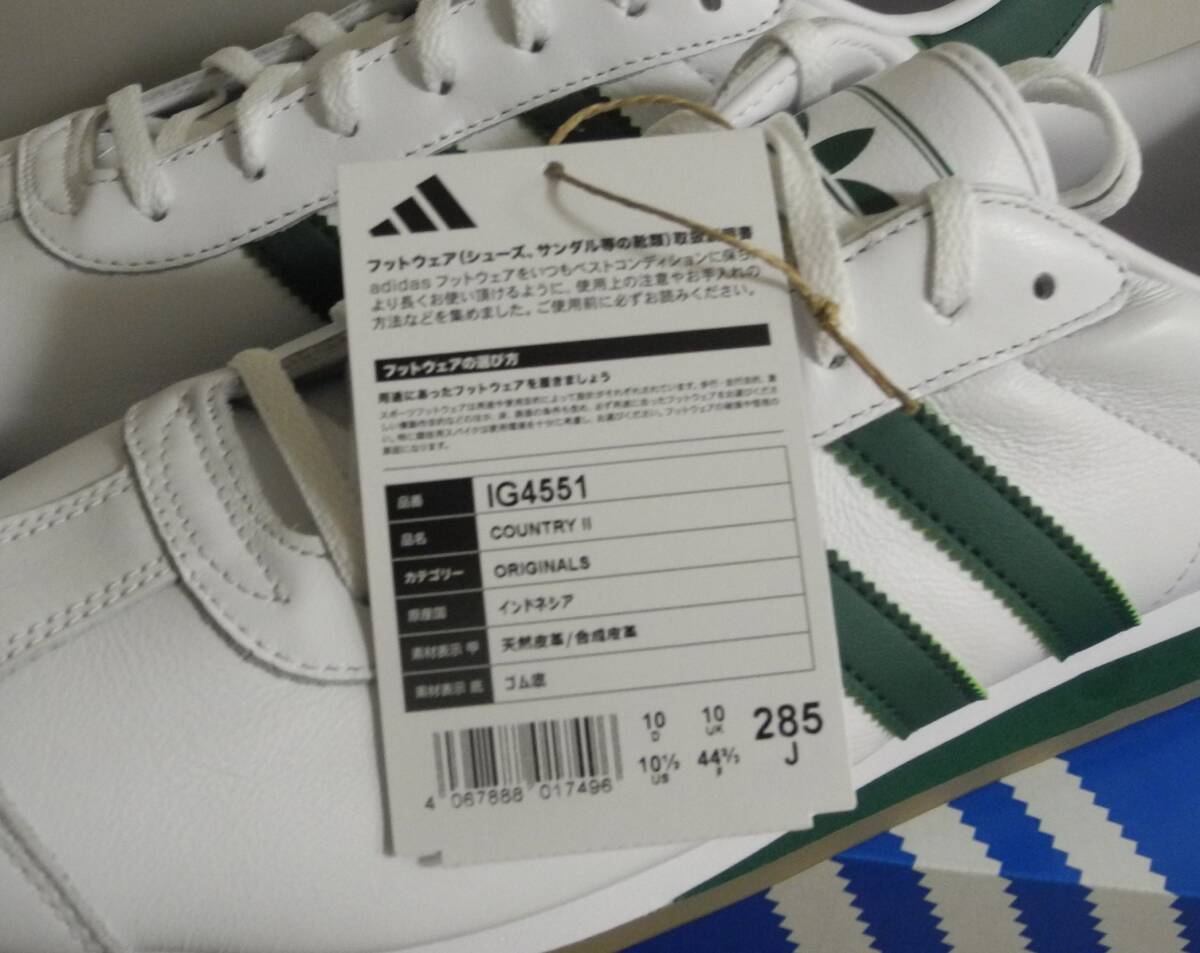 フットウェア(シューズ、サンダル等の靴類)取扱説明書
adidas フットウェアをいつもベストコンディションに保ち、
より長くお使い頂けるように、使用上の注意やお手入れの
方法などを集めました。ご使用前に必ずお読みください。
フットウェアの選び方
用途にあったフットウェアを履きましょう
品番 IG4551
品名 COUNTRY II
カテゴリー ORIGINALS
原産国 インドネシア
素材表示 甲 天然皮革/合成皮革
素材表示 底 ゴム底
10 D 10 UK 285 J
10½ US 44⅔ F
4 067888 017496